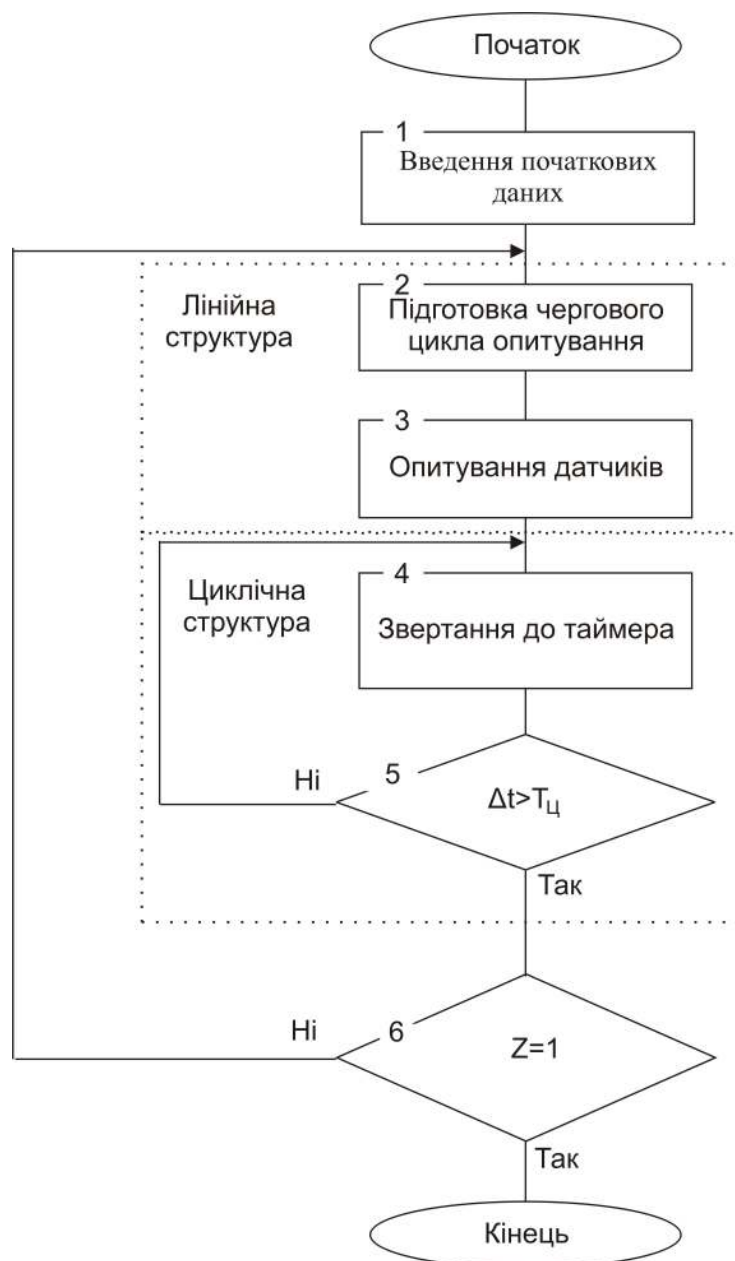 Початок
1
Введення початкових
даних
2
Лінійна
структура
Підготовка чергового
цикла опитування
3
Опитування датчиків
4
Циклічна
структура
Звертання до таймера
Ні
5
Δt>TЦ
Так
Ні
6
Z=1
Так
Кінець